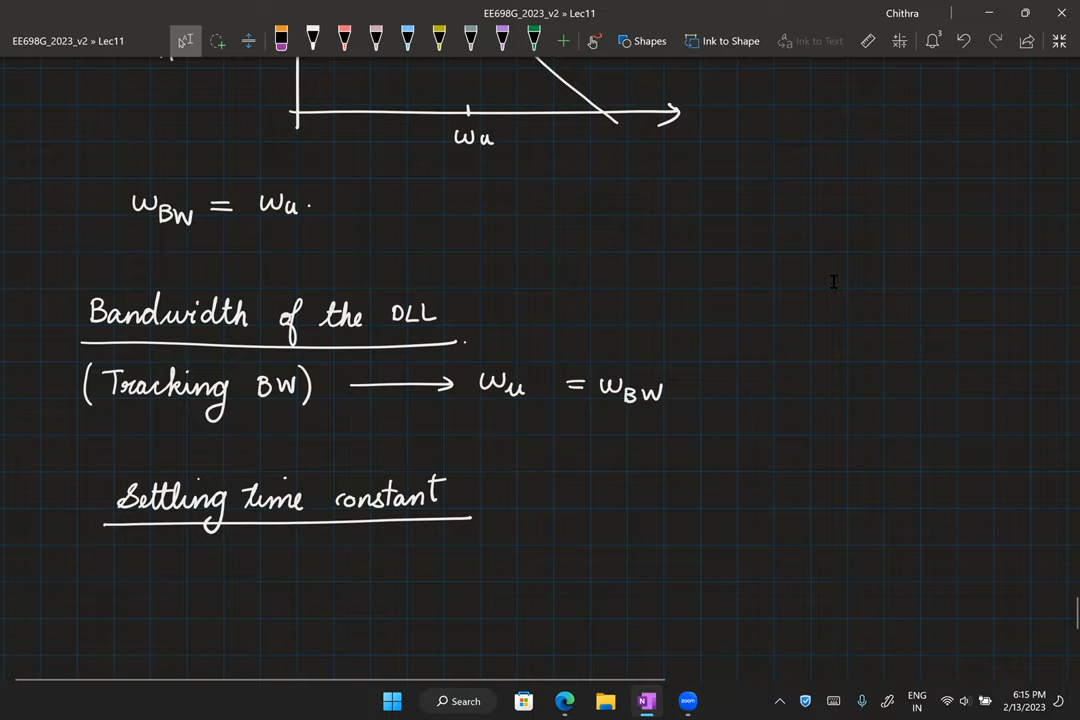 EE698G_2023_v2 » Lec11
Chithra
EE698G_2023_v2 » Lec11
Shapes
Ink to Shape
Ink to Text
3
ωu
ωBW = ωu.
Bandwidth of the DLL
(Tracking BW) → ωu = ωBW
Settling time constant
Search
ENG
IN
6:15 PM
2/13/2023